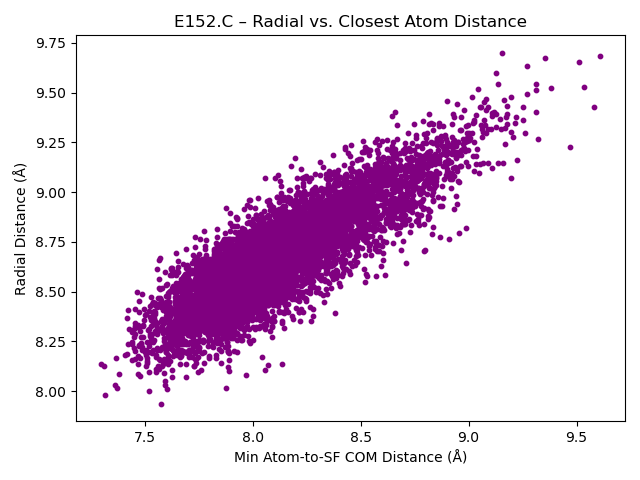 E152.C – Radial vs. Closest Atom Distance
Radial Distance (Å)
9.75
9.50
9.25
9.00
8.75
8.50
8.25
8.00
7.5 8.0 8.5 9.0 9.5
Min Atom-to-SF COM Distance (Å)